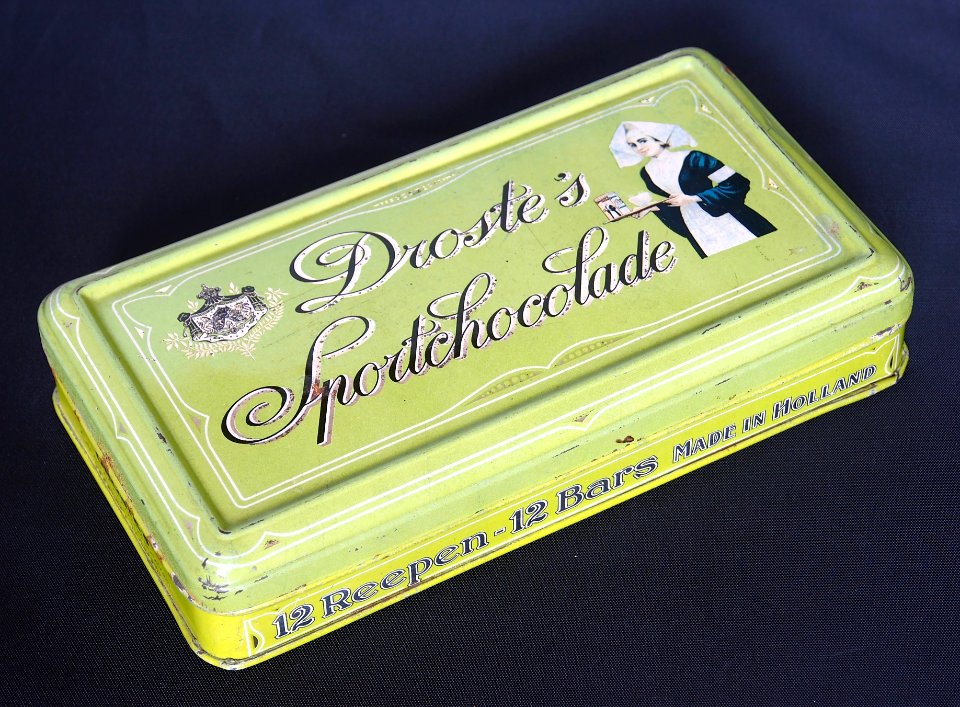 Droste's
Sportchocolade
12 Reepen - 12 Bars Made in Holland